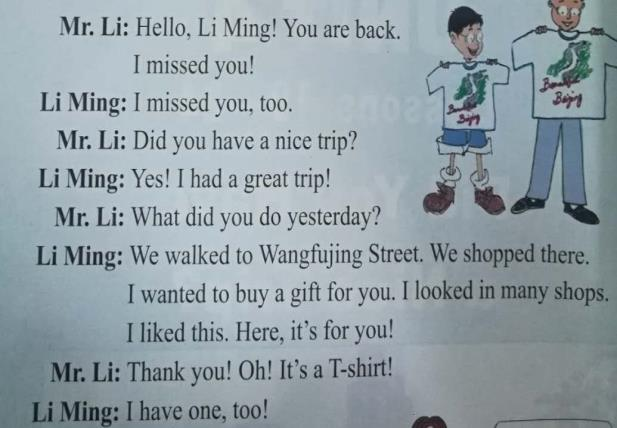 Mr. Li: Hello, Li Ming! You are back.
I missed you!
Li Ming: I missed you, too.
Mr. Li: Did you have a nice trip?
Li Ming: Yes! I had a great trip!
Mr. Li: What did you do yesterday?
Li Ming: We walked to Wangfujing Street. We shopped there.
I wanted to buy a gift for you. I looked in many shops.
I liked this. Here, it's for you!
Mr. Li: Thank you! Oh! It's a T-shirt!
Li Ming: I have one, too!
Beautiful
Beijing
Beautiful
Beijing